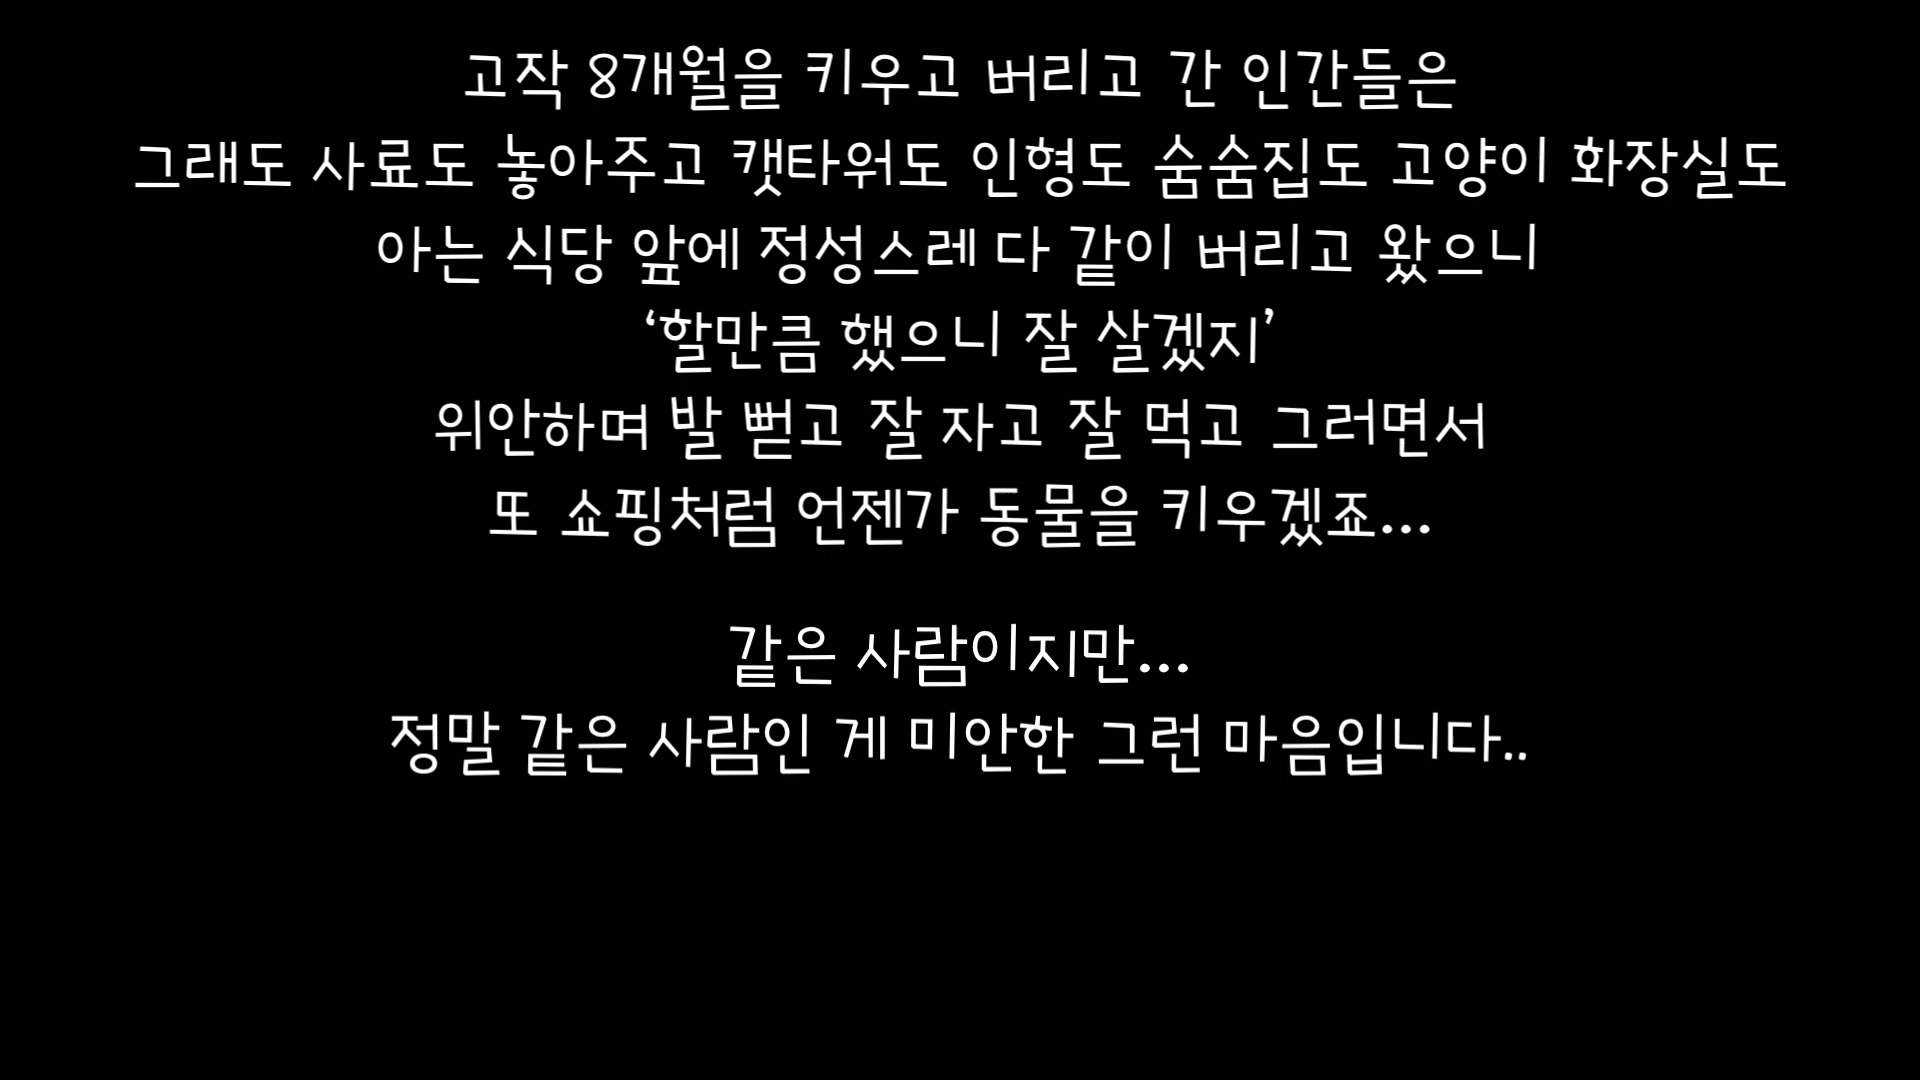 고작 8개월을 키우고 버리고 간 인간들은
그래도 사료도 놓아주고 캣타워도 인형도 숨숨집도 고양이 화장실도
아는 식당 앞에 정성스레 다 같이 버리고 왔으니
‘할만큼 했으니 잘 살겠지’
위안하며 발 뻗고 잘 자고 잘 먹고 그러면서
또 쇼핑처럼 언젠가 동물을 키우겠죠...
같은 사람이지만...
정말 같은 사람인 게 미안한 그런 마음입니다..